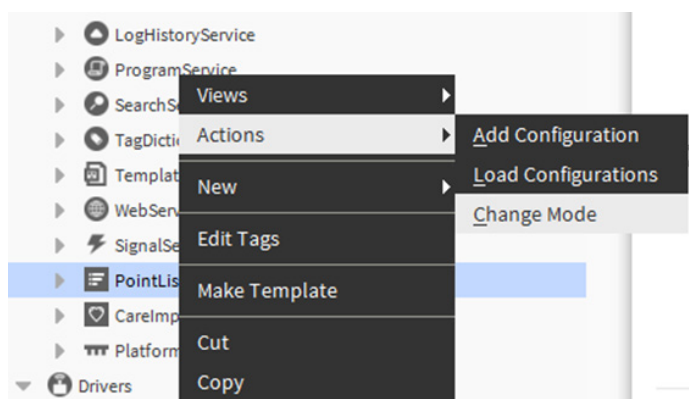 LogHistoryService
ProgramService
SearchSe
TagDictio
Templat
WebServ
SignalSe
PointLis
CareImp
Platform
Drivers
Views
Actions
New
Edit Tags
Make Template
Cut
Copy
Add Configuration
Load Configurations
Change Mode